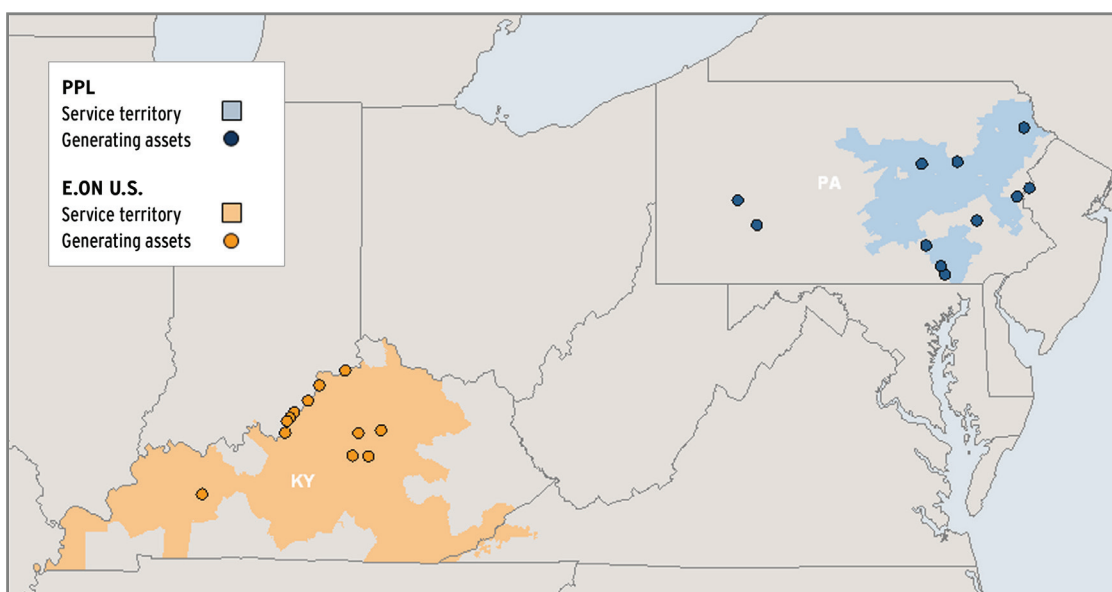 PPL
Service territory
Generating assets
E.ON U.S.
Service territory
Generating assets
PA
KY